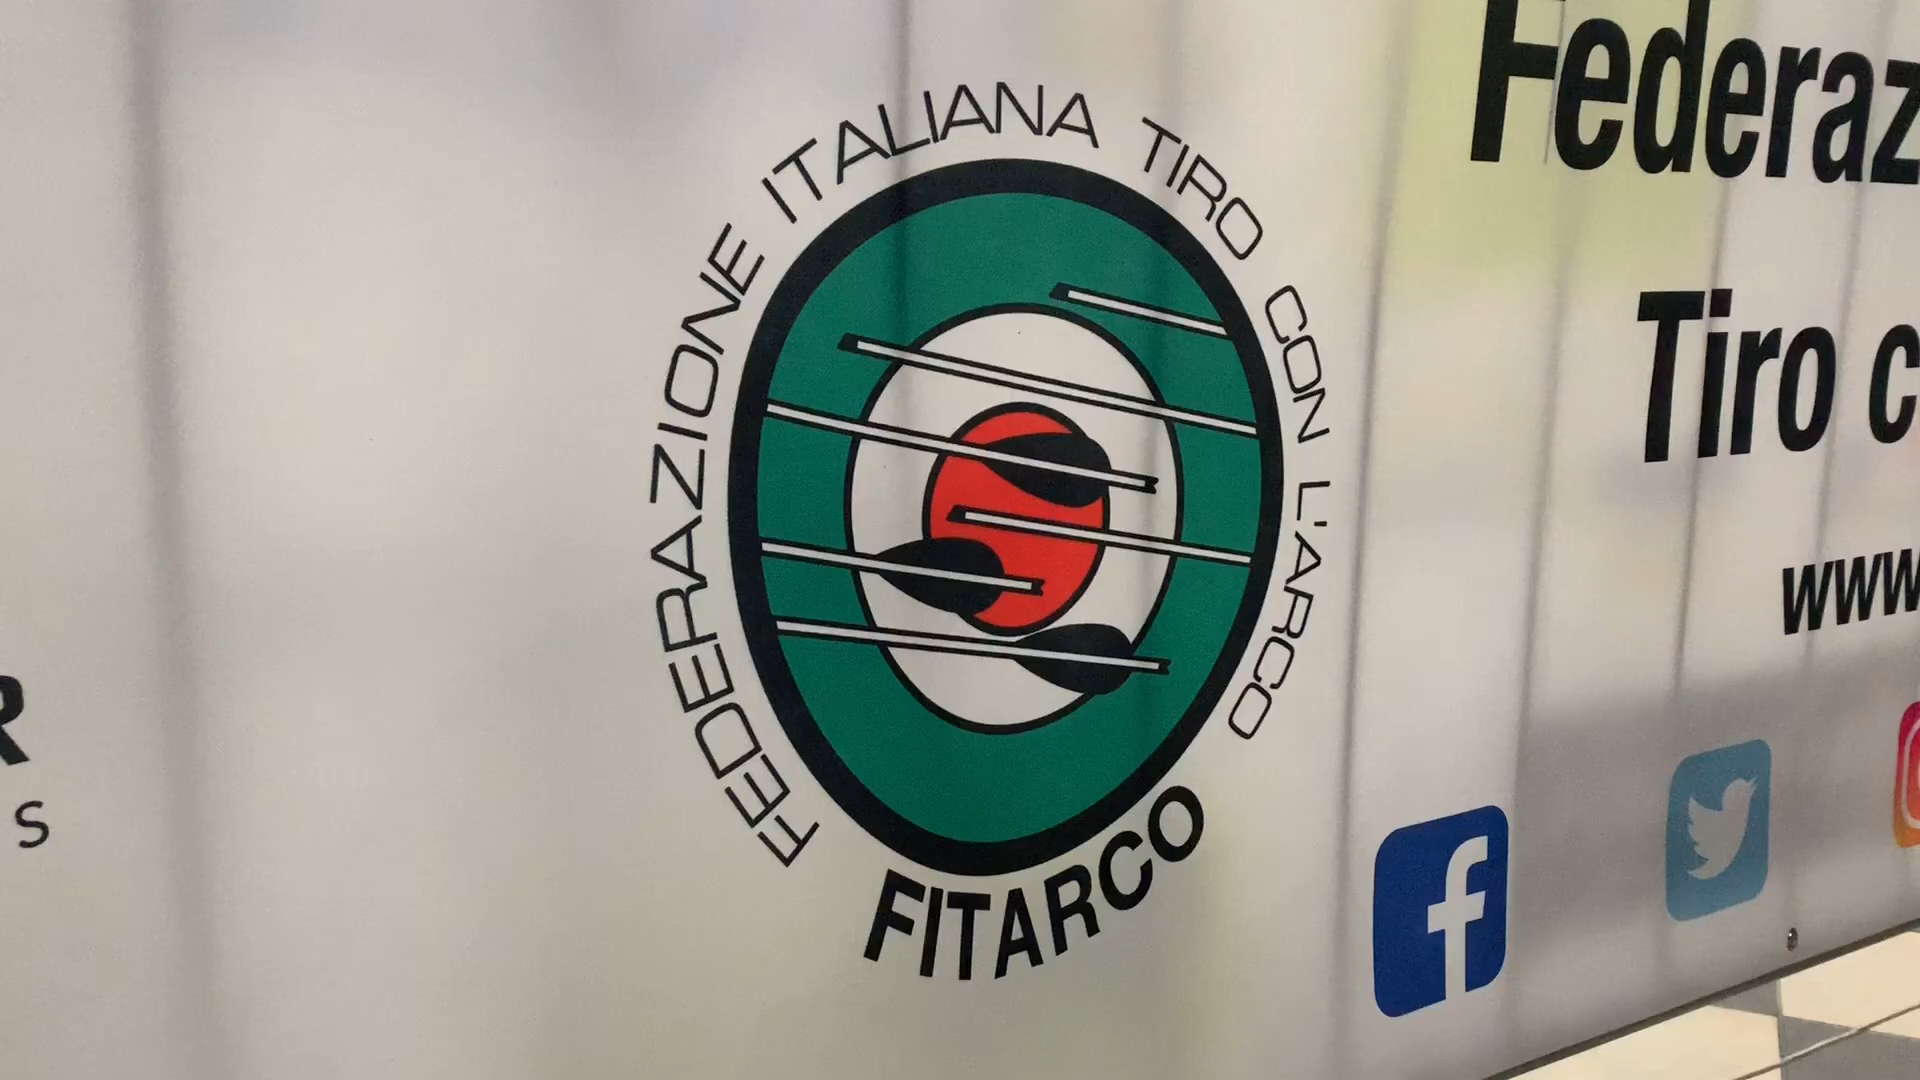 FEDERAZIONE ITALIANA TIRO CON L'ARCO
FITARCO
Federaz
Tiro c
www
R
S
f